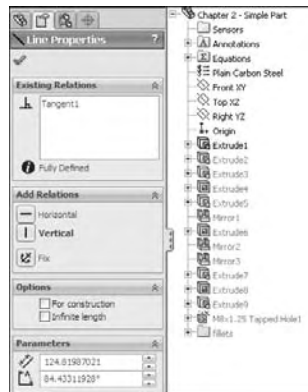 Line Properties
?
Existing Relations
Tangent1
Fully Defined
Add Relations
Horizontal
Vertical
Fix
Options
For construction
Infinite length
Parameters
124.81987021
84.43311928°
Chapter 2 - Simple Part
Sensors
Annotations
Equations
Plain Carbon Steel
Front XY
Top XZ
Right YZ
Origin
Extrude1
Extrude2
Extrude3
Extrude4
Extrude5
Mirror1
Extrude6
Mirror2
Mirror3
Extrude7
Extrude8
Extrude9
M8x1.25 Tapped Hole1
fillets